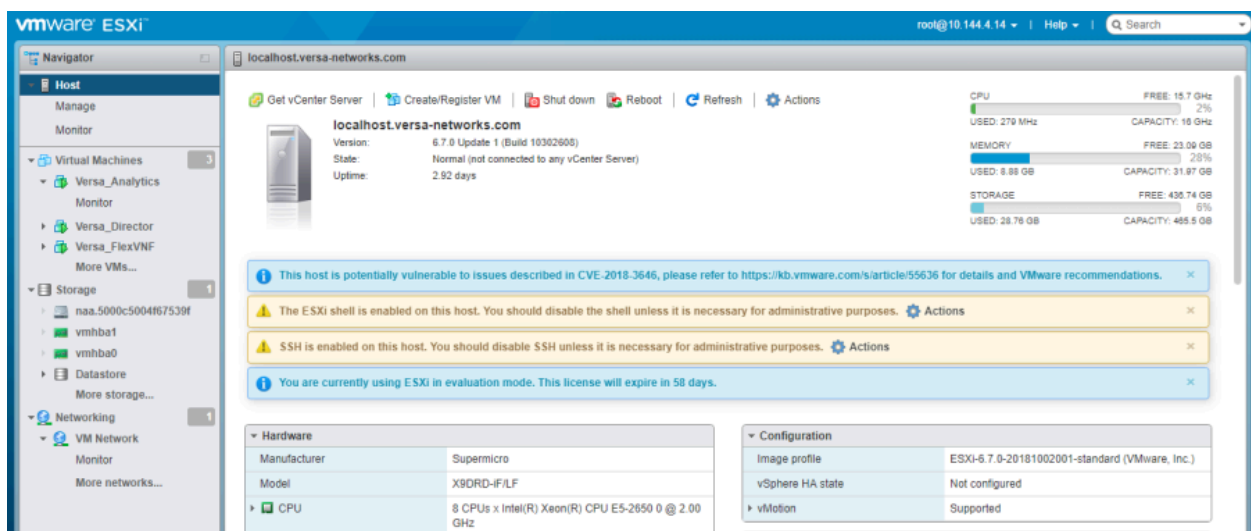 vmware ESXi™
root@10.144.4.14 | Help | Search
Navigator
Host
Manage
Monitor
Virtual Machines 3
Versa_Analytics
Monitor
Versa_Director
Versa_FlexVNF
More VMs...
Storage 1
naa.5000c5004f67539f
vmhba1
vmhba0
Datastore
More storage...
Networking 1
VM Network
Monitor
More networks...
localhost.versa-networks.com
Get vCenter Server | Create/Register VM | Shut down Reboot | Refresh | Actions
localhost.versa-networks.com
Version: 6.7.0 Update 1 (Build 10302608)
State: Normal (not connected to any vCenter Server)
Uptime: 2.92 days
CPU FREE: 15.7 GHz
2%
USED: 279 MHz CAPACITY: 16 GHz
MEMORY FREE: 23.09 GB
28%
USED: 8.88 GB CAPACITY: 31.97 GB
STORAGE FREE: 436.74 GB
6%
USED: 28.76 GB CAPACITY: 465.5 GB
This host is potentially vulnerable to issues described in CVE-2018-3646, please refer to https://kb.vmware.com/s/article/55636 for details and VMware recommendations.
The ESXi shell is enabled on this host. You should disable the shell unless it is necessary for administrative purposes. Actions
SSH is enabled on this host. You should disable SSH unless it is necessary for administrative purposes. Actions
You are currently using ESXi in evaluation mode. This license will expire in 58 days.
Hardware
Manufacturer Supermicro
Model X9DRD-iF/LF
CPU 8 CPUs x Intel(R) Xeon(R) CPU E5-2650 0 @ 2.00
GHz
Configuration
Image profile ESXi-6.7.0-20181002001-standard (VMware, Inc.)
vSphere HA state Not configured
vMotion Supported